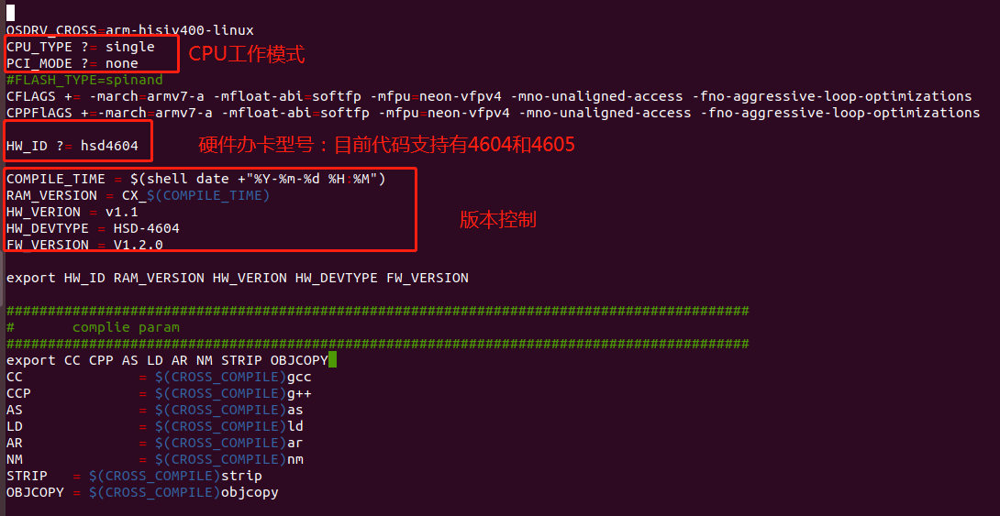 OSDRV_CROSS=arm-hisiv400-linux
CPU_TYPE ?= single
PCI_MODE ?= none
CPU工作模式
#FLASH_TYPE=spinand
CFLAGS += -march=armv7-a -mfloat-abi=softfp -mfpu=neon-vfpv4 -mno-unaligned-access -fno-aggressive-loop-optimizations
CPPFlAGS +=-march=armv7-a -mfloat-abi=softfp -mfpu=neon-vfpv4 -mno-unaligned-access -fno-aggressive-loop-optimizations
HW_ID ?= hsd4604
硬件办卡型号：目前代码支持有4604和4605
COMPILE_TIME = $(shell date +"%Y-%m-%d %H:%M")
RAM_VERSION = CX_$(COMPILE_TIME)
HW_VERION = v1.1
HW_DEVTYPE = HSD-4604
FW_VERSION = V1.2.0
版本控制
export HW_ID RAM_VERSION HW_VERION HW_DEVTYPE FW_VERSION
##########################################################################################
# complie param
##########################################################################################
export CC CPP AS LD AR NM STRIP OBJCOPY
CC = $(CROSS_COMPILE)gcc
CCP = $(CROSS_COMPILE)g++
AS = $(CROSS_COMPILE)as
LD = $(CROSS_COMPILE)ld
AR = $(CROSS_COMPILE)ar
NM = $(CROSS_COMPILE)nm
STRIP = $(CROSS_COMPILE)strip
OBJCOPY = $(CROSS_COMPILE)objcopy